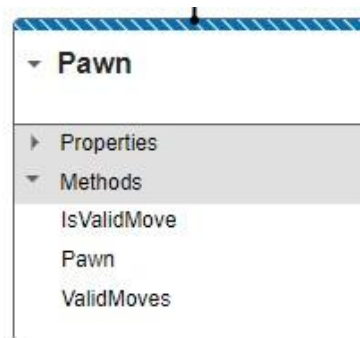 Pawn
Properties
Methods
IsValidMove
Pawn
ValidMoves